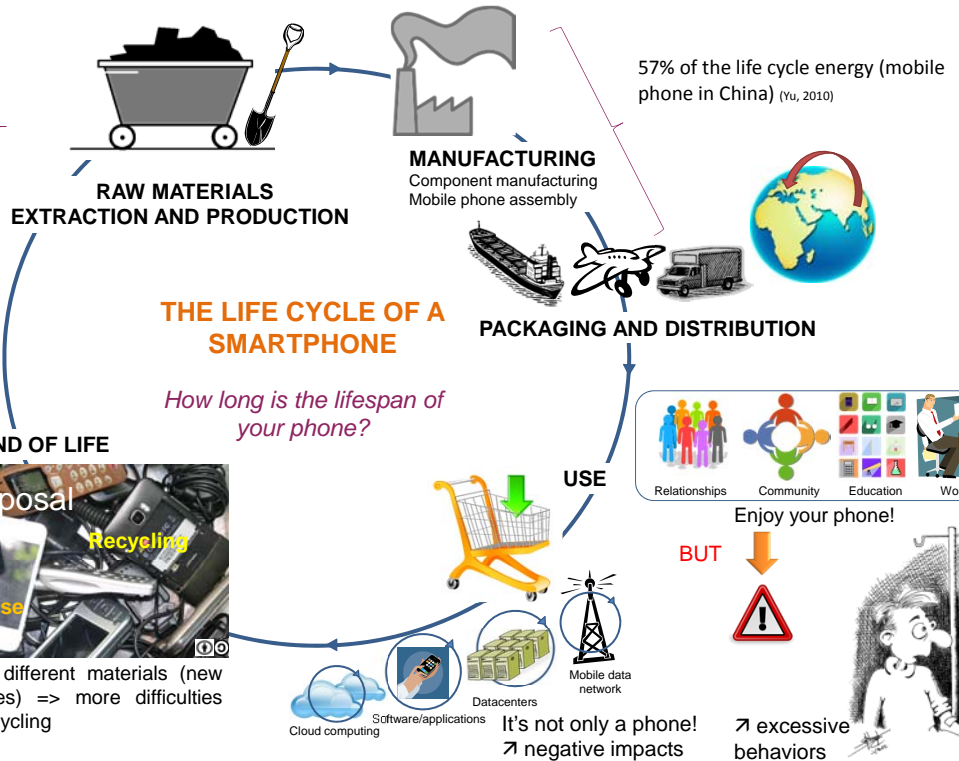 57% of the life cycle energy (mobile
phone in China) (Yu, 2010)
MANUFACTURING
Component manufacturing
Mobile phone assembly
RAW MATERIALS
EXTRACTION AND PRODUCTION
THE LIFE CYCLE OF A
SMARTPHONE
PACKAGING AND DISTRIBUTION
How long is the lifespan of
your phone?
ND OF LIFE
posal
Recycling
se
different materials (new
es) => more difficulties
cycling
USE
Relationships
Community
Education
Wo
Enjoy your phone!
BUT
Mobile data
network
Datacenters
Software/applications
Cloud computing
It's not only a phone!
↗ negative impacts
↗ excessive
behaviors